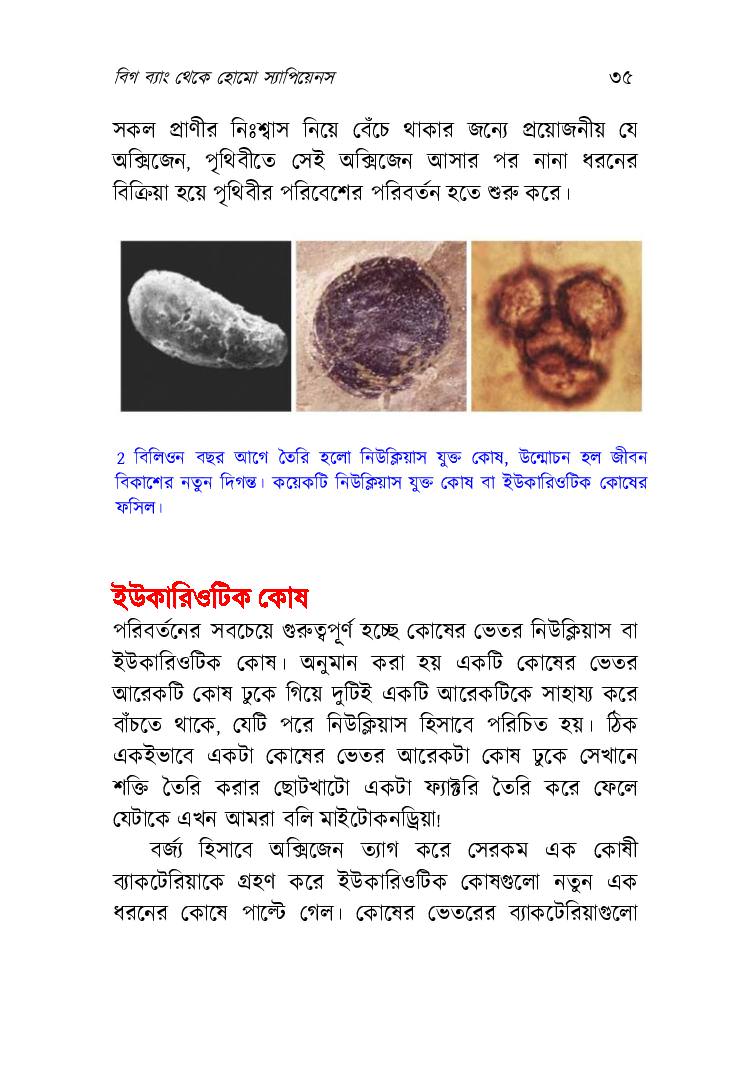 বিগ ব্যাং থেকে হোমো স্যাপিয়েনস ৩৫
সকল প্রাণীর নিঃশ্বাস নিয়ে বেঁচে থাকার জন্যে প্রয়োজনীয় যে
অক্সিজেন, পৃথিবীতে সেই অক্সিজেন আসার পর নানা ধরনের
বিক্রিয়া হয়ে পৃথিবীর পরিবেশের পরিবর্তন হতে শুরু করে।
2 বিলিওন বছর আগে তৈরি হলো নিউক্লিয়াস যুক্ত কোষ, উন্মোচন হল জীবন
বিকাশের নতুন দিগন্ত। কয়েকটি নিউক্লিয়াস যুক্ত কোষ বা ইউকারিওটিক কোষের
ফসিল।
ইউকারিওটিক কোষ
পরিবর্তনের সবচেয়ে গুরুত্বপূর্ণ হচ্ছে কোষের ভেতর নিউক্লিয়াস বা
ইউকারিওটিক কোষ। অনুমান করা হয় একটি কোষের ভেতর
আরেকটি কোষ ঢুকে গিয়ে দুটিই একটি আরেকটিকে সাহায্য করে
বাঁচতে থাকে, যেটি পরে নিউক্লিয়াস হিসাবে পরিচিত হয়। ঠিক
একইভাবে একটা কোষের ভেতর আরেকটা কোষ ঢুকে সেখানে
শক্তি তৈরি করার ছোটখাটো একটা ফ্যাক্টরি তৈরি করে ফেলে
যেটাকে এখন আমরা বলি মাইটোকনড্রিয়া!
বর্জ্য হিসাবে অক্সিজেন ত্যাগ করে সেরকম এক কোষী
ব্যাকটেরিয়াকে গ্রহণ করে ইউকারিওটিক কোষগুলো নতুন এক
ধরনের কোষে পাল্টে গেল। কোষের ভেতরের ব্যাকটেরিয়াগুলো